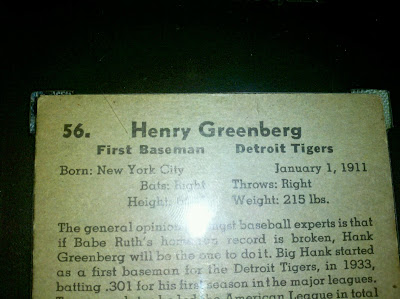 56. Henry Greenberg
First Baseman Detroit Tigers
Born: New York City January 1, 1911
Bats: Right Throws: Right
Height: Weight: 215 lbs.
The general opinion baseball experts is that
if Babe Ruth's record is broken, Hank
Greenberg will be the one to do it. Big Hank started
as a first baseman for the Detroit Tigers, in 1933,
batting .301 for his first season in the major leagues.
the American League in total